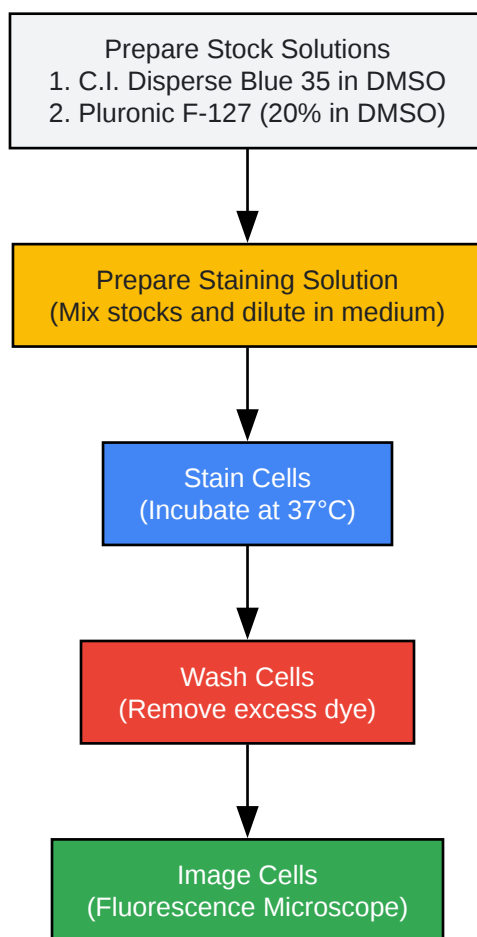 Prepare Stock Solutions
1. C.I. Disperse Blue 35 in DMSO
2. Pluronic F-127 (20% in DMSO)
Prepare Staining Solution
(Mix stocks and dilute in medium)
Stain Cells
(Incubate at 37°C)
Wash Cells
(Remove excess dye)
Image Cells
(Fluorescence Microscope)